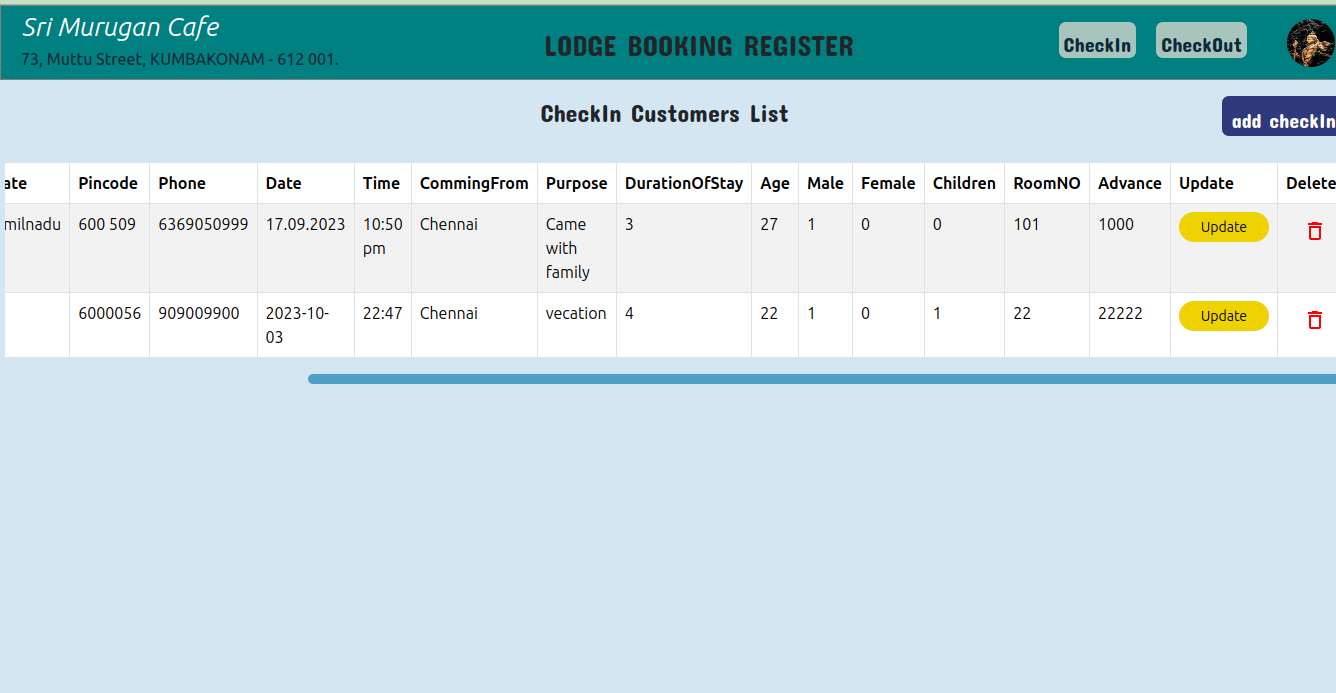 Sri Murugan Cafe
73, Muttu Street, KUMBAKONAM - 612 001.
LODGE BOOKING REGISTER
CheckIn CheckOut
CheckIn Customers List
add checkIn
ate Pincode Phone Date Time CommingFrom Purpose DurationOfStay Age Male Female Children RoomNO Advance Update Delete
milnadu 600 509 6369050999 17.09.2023 10:50 Chennai Came 3 27 1 0 0 101 1000 Update
pm with
family
6000056 909009900 2023-10- 22:47 Chennai vecation 4 22 1 0 1 22 22222 Update
03